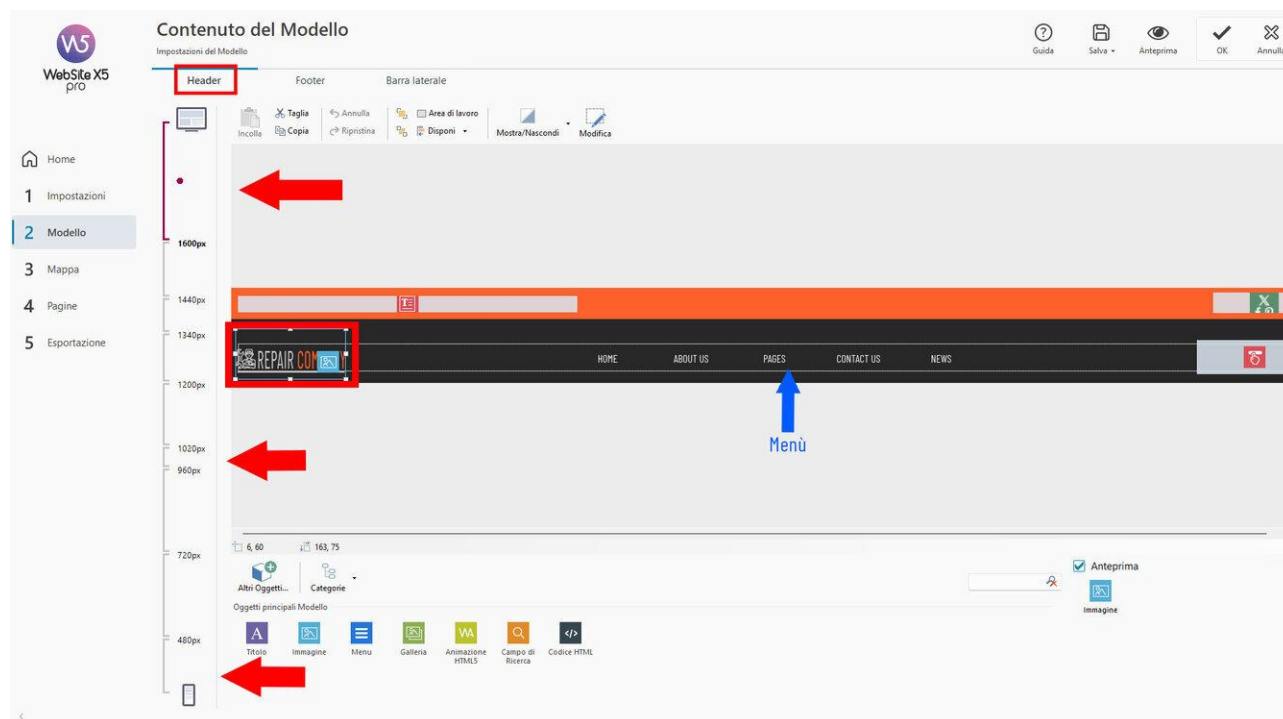 W5
WebSite X5
pro
Contenuto del Modello
Impostazioni del Modello
Guida
Salva
Anteprima
OK
Annulla
Header
Footer
Barra laterale
Incolla
Taglia
Copia
Annulla
Ripristina
Area di lavoro
Disponi
Mostra/Nascondi
Modifica
Home
1 Impostazioni
2 Modello
3 Mappa
4 Pagine
5 Esportazione
1600px
1440px
1340px
1200px
1020px
960px
720px
480px
REPAIR COM Y
HOME
ABOUT US
PAGES
CONTACT US
NEWS
Menù
6, 60
163, 75
Altri Oggetti...
Categorie
Anteprima
Immagine
Oggetti principali Modello
A
Titolo
Immagine
Menu
Galleria
WA
Animazione
HTML5
Campo di
Ricerca
</>
Codice HTML